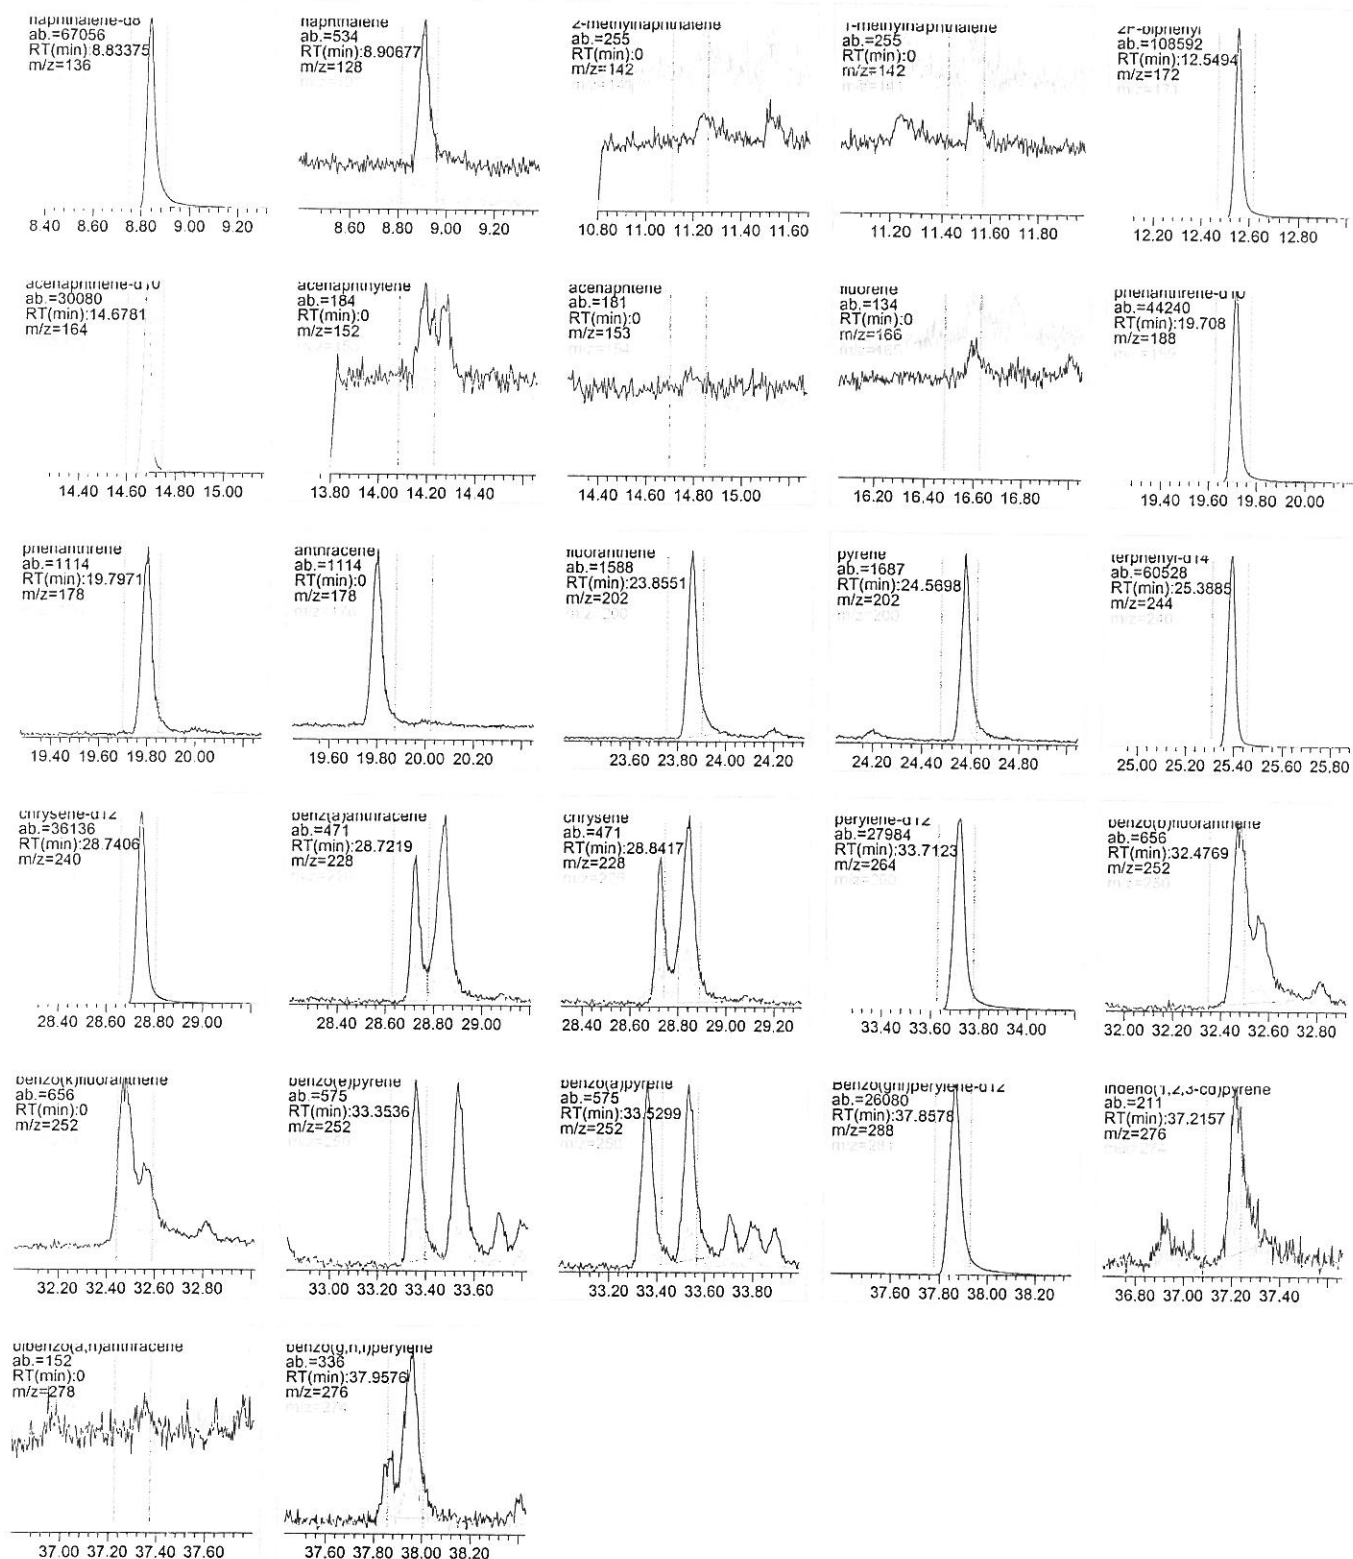 naphthalene-d8
ab.=67056
RT(min):8.83375
m/z=136
8.40 8.60 8.80 9.00 9.20
naphthalene
ab.=534
RT(min):8.90677
m/z=128
8.60 8.80 9.00 9.20
2-methylnaphthalene
ab.=255
RT(min):0
m/z=142
10.80 11.00 11.20 11.40 11.60
1-methylnaphthalene
ab.=255
RT(min):0
m/z=142
11.20 11.40 11.60 11.80
2F-biphenyl
ab.=108592
RT(min):12.5494
m/z=172
12.20 12.40 12.60 12.80
acenaphthene-d10
ab.=30080
RT(min):14.6781
m/z=164
14.40 14.60 14.80 15.00
acenaphthylene
ab.=184
RT(min):0
m/z=152
13.80 14.00 14.20 14.40
acenaphtene
ab.=181
RT(min):0
m/z=153
14.40 14.60 14.80 15.00
fluorene
ab.=134
RT(min):0
m/z=166
16.20 16.40 16.60 16.80
phenanthrene-d10
ab.=44240
RT(min):19.708
m/z=188
19.40 19.60 19.80 20.00
phenanthrene
ab.=1114
RT(min):19.7971
m/z=178
19.40 19.60 19.80 20.00
anthracene
ab.=1114
RT(min):0
m/z=178
19.60 19.80 20.00 20.20
fluoranthene
ab.=1588
RT(min):23.8551
m/z=202
23.60 23.80 24.00 24.20
pyrene
ab.=1687
RT(min):24.5698
m/z=202
24.20 24.40 24.60 24.80
terphenyl-d14
ab.=60528
RT(min):25.3885
m/z=244
25.00 25.20 25.40 25.60 25.80
chrysene-d12
ab.=36136
RT(min):28.7406
m/z=240
28.40 28.60 28.80 29.00
benz(a)anthracene
ab.=471
RT(min):28.7219
m/z=228
28.40 28.60 28.80 29.00
chrysene
ab.=471
RT(min):28.8417
m/z=228
28.40 28.60 28.80 29.00 29.20
perylene-d12
ab.=27984
RT(min):33.7123
m/z=264
33.40 33.60 33.80 34.00
benzo(b)fluoranthene
ab.=656
RT(min):32.4769
m/z=252
32.00 32.20 32.40 32.60 32.80
benzo(k)fluoranthene
ab.=656
RT(min):0
m/z=252
32.20 32.40 32.60 32.80
benzo(e)pyrene
ab.=575
RT(min):33.3536
m/z=252
33.00 33.20 33.40 33.60
benzo(a)pyrene
ab.=575
RT(min):33.5299
m/z=252
33.20 33.40 33.60 33.80
Benzo(ghi)perylene-d12
ab.=26080
RT(min):37.8578
m/z=288
37.60 37.80 38.00 38.20
indeno(1,2,3-cd)pyrene
ab.=211
RT(min):37.2157
m/z=276
36.80 37.00 37.20 37.40
dibenzo(a,h)anthracene
ab.=152
RT(min):0
m/z=278
37.00 37.20 37.40 37.60
benzo(g,h,i)perylene
ab.=336
RT(min):37.9576
m/z=276
37.60 37.80 38.00 38.20